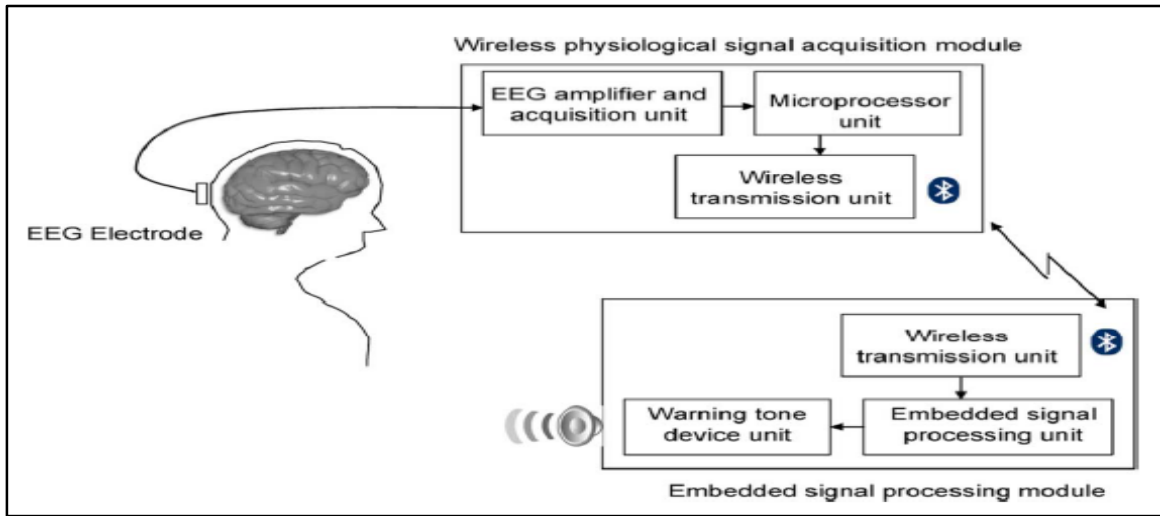 Wireless physiological signal acquisition module
EEG amplifier and
acquisition unit
Microprocessor
unit
Wireless
transmission unit
EEG Electrode
Wireless
transmission unit
Warning tone
device unit
Embedded signal
processing unit
Embedded signal processing module